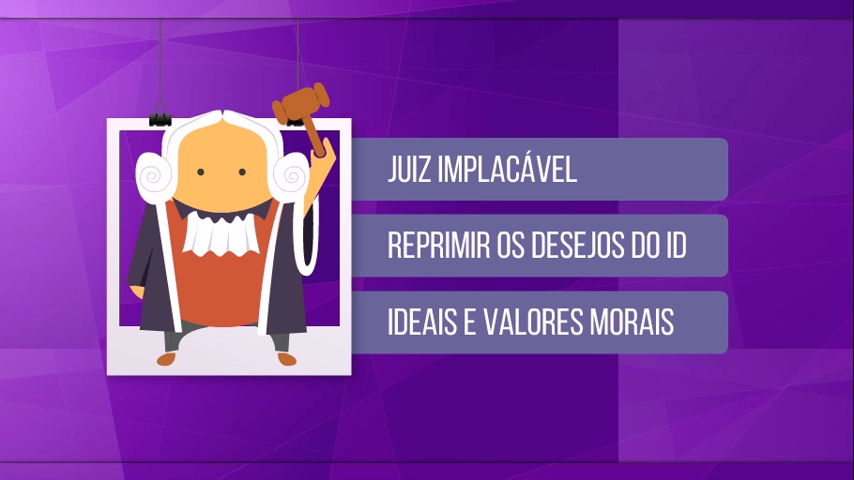 JUIZ IMPLACÁVEL
REPRIMIR OS DESEJOS DO ID
IDEAIS E VALORES MORAIS